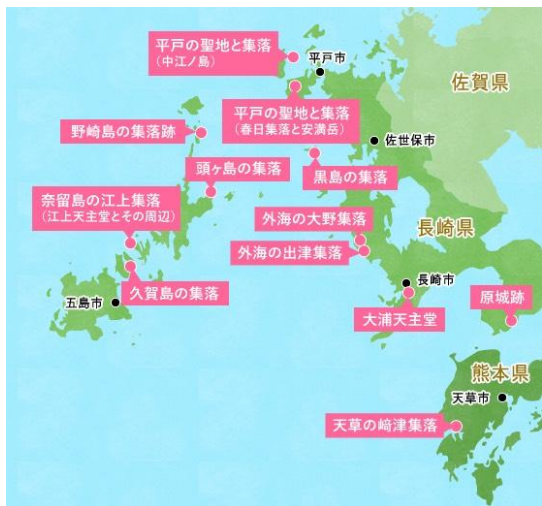 平戸の聖地と集落
（中江ノ島）
平戸市
佐賀県
平戸の聖地と集落
（春日集落と安満岳）
野崎島の集落跡
佐世保市
頭ヶ島の集落
黒島の集落
奈留島の江上集落
（江上天主堂とその周辺）
外海の大野集落
長崎県
外海の出津集落
長崎市
久賀島の集落
原城跡
五島市
大浦天主堂
熊本県
天草市
天草の﨑津集落